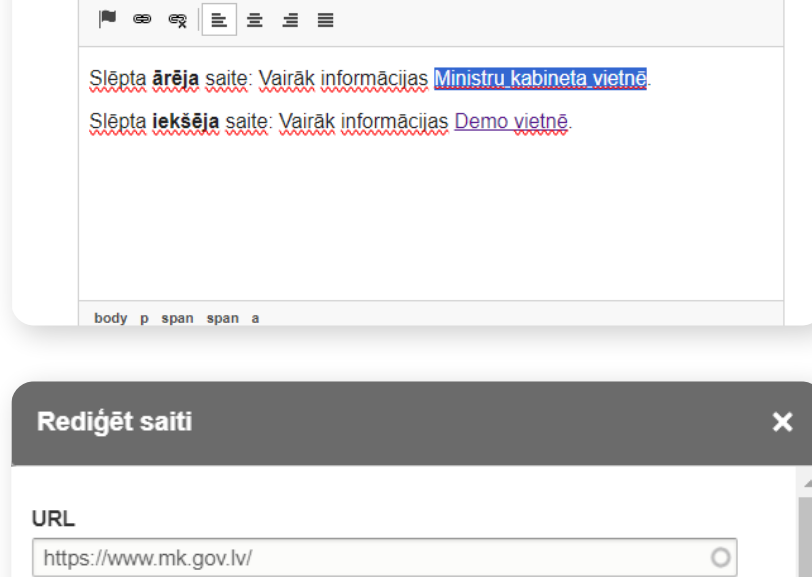 Slēpta ārēja saite: Vairāk informācijas Ministru kabineta vietnē.
Slēpta iekšēja saite: Vairāk informācijas Demo vietnē.
body p span span a
Rediģēt saiti
URL
https://www.mk.gov.lv/